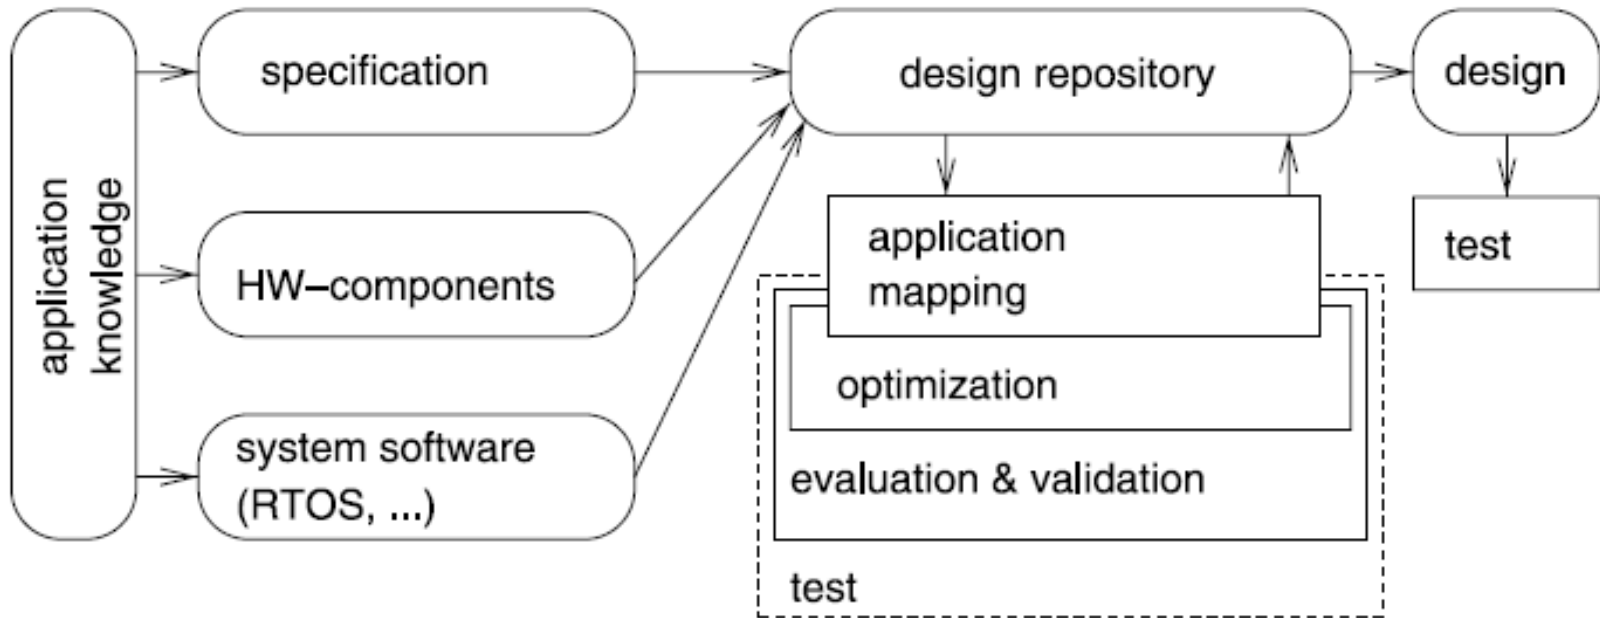 application
knowledge
specification
HW–components
system software
(RTOS, ...)
design repository
application
mapping
optimization
evaluation & validation
test
design
test